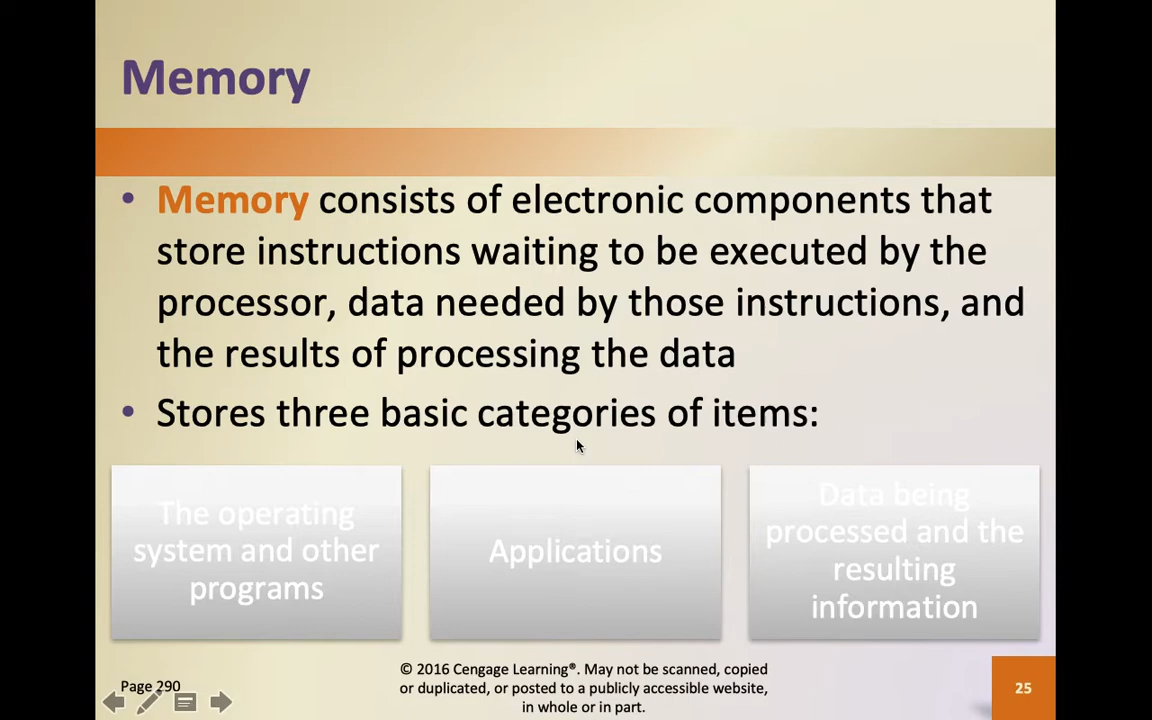 Memory
• Memory consists of electronic components that
store instructions waiting to be executed by the
processor, data needed by those instructions, and
the results of processing the data
• Stores three basic categories of items:
The operating
system and other
programs
Applications
Data being
processed and the
resulting
information
Page 290
© 2016 Cengage Learning®. May not be scanned, copied
or duplicated, or posted to a publicly accessible website,
in whole or in part.
25